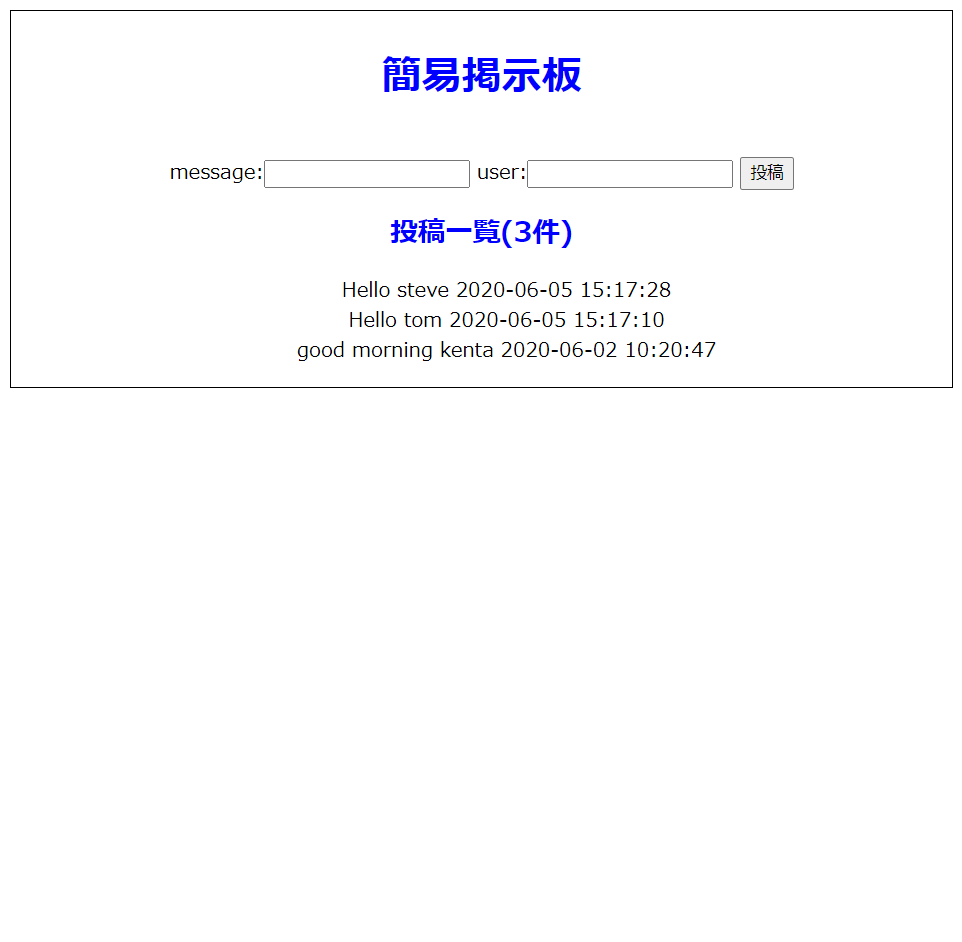 簡易掲示板
message: user: 投稿
投稿一覧(3件)
Hello steve 2020-06-05 15:17:28
Hello tom 2020-06-05 15:17:10
good morning kenta 2020-06-02 10:20:47